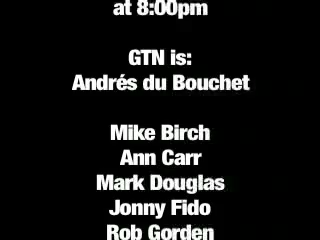 at 8:00pm
GTN is:
Andrés du Bouchet
Mike Birch
Ann Carr
Mark Douglas
Jonny Fido
Rob Gorden